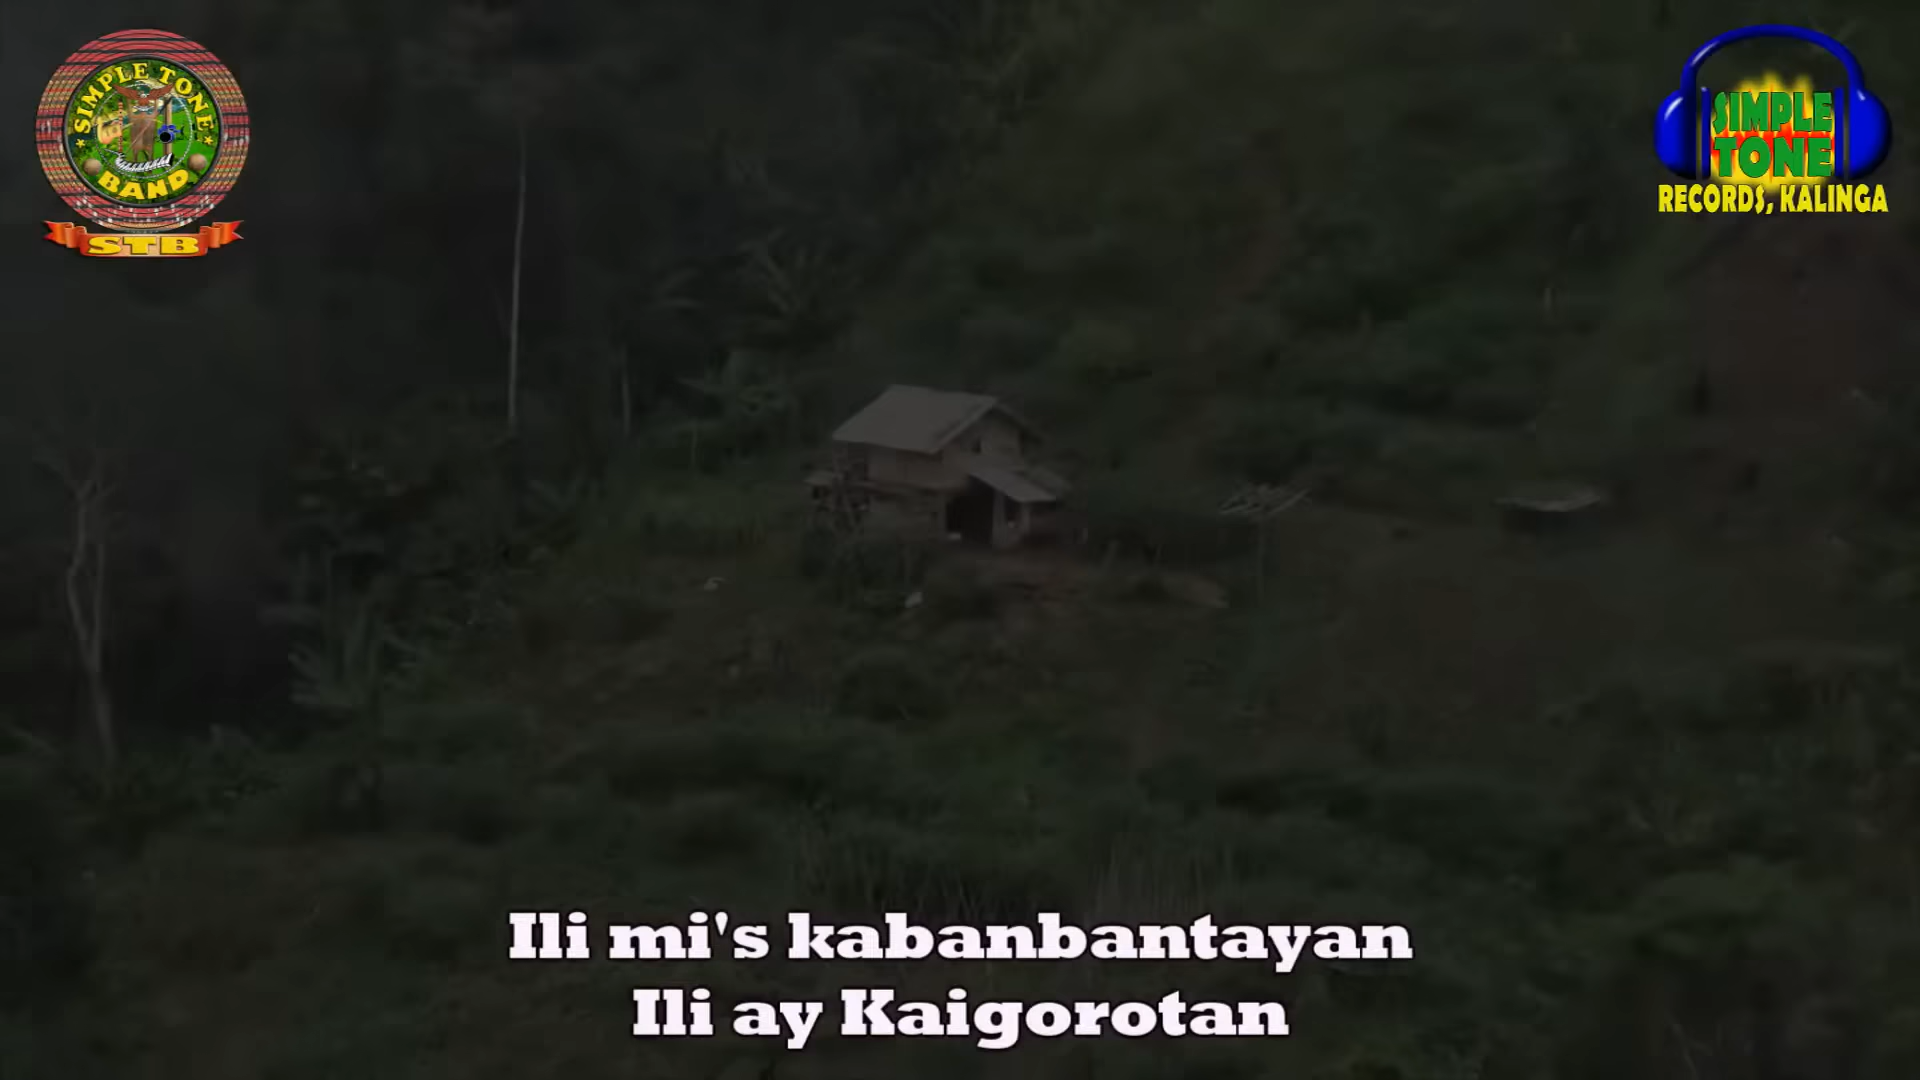 SIMPLE TONE
BAND
STB
SIMPLE
TONE
RECORDS, KALINGA
Ili mi's kabanbantayan
Ili ay Kaigorotan